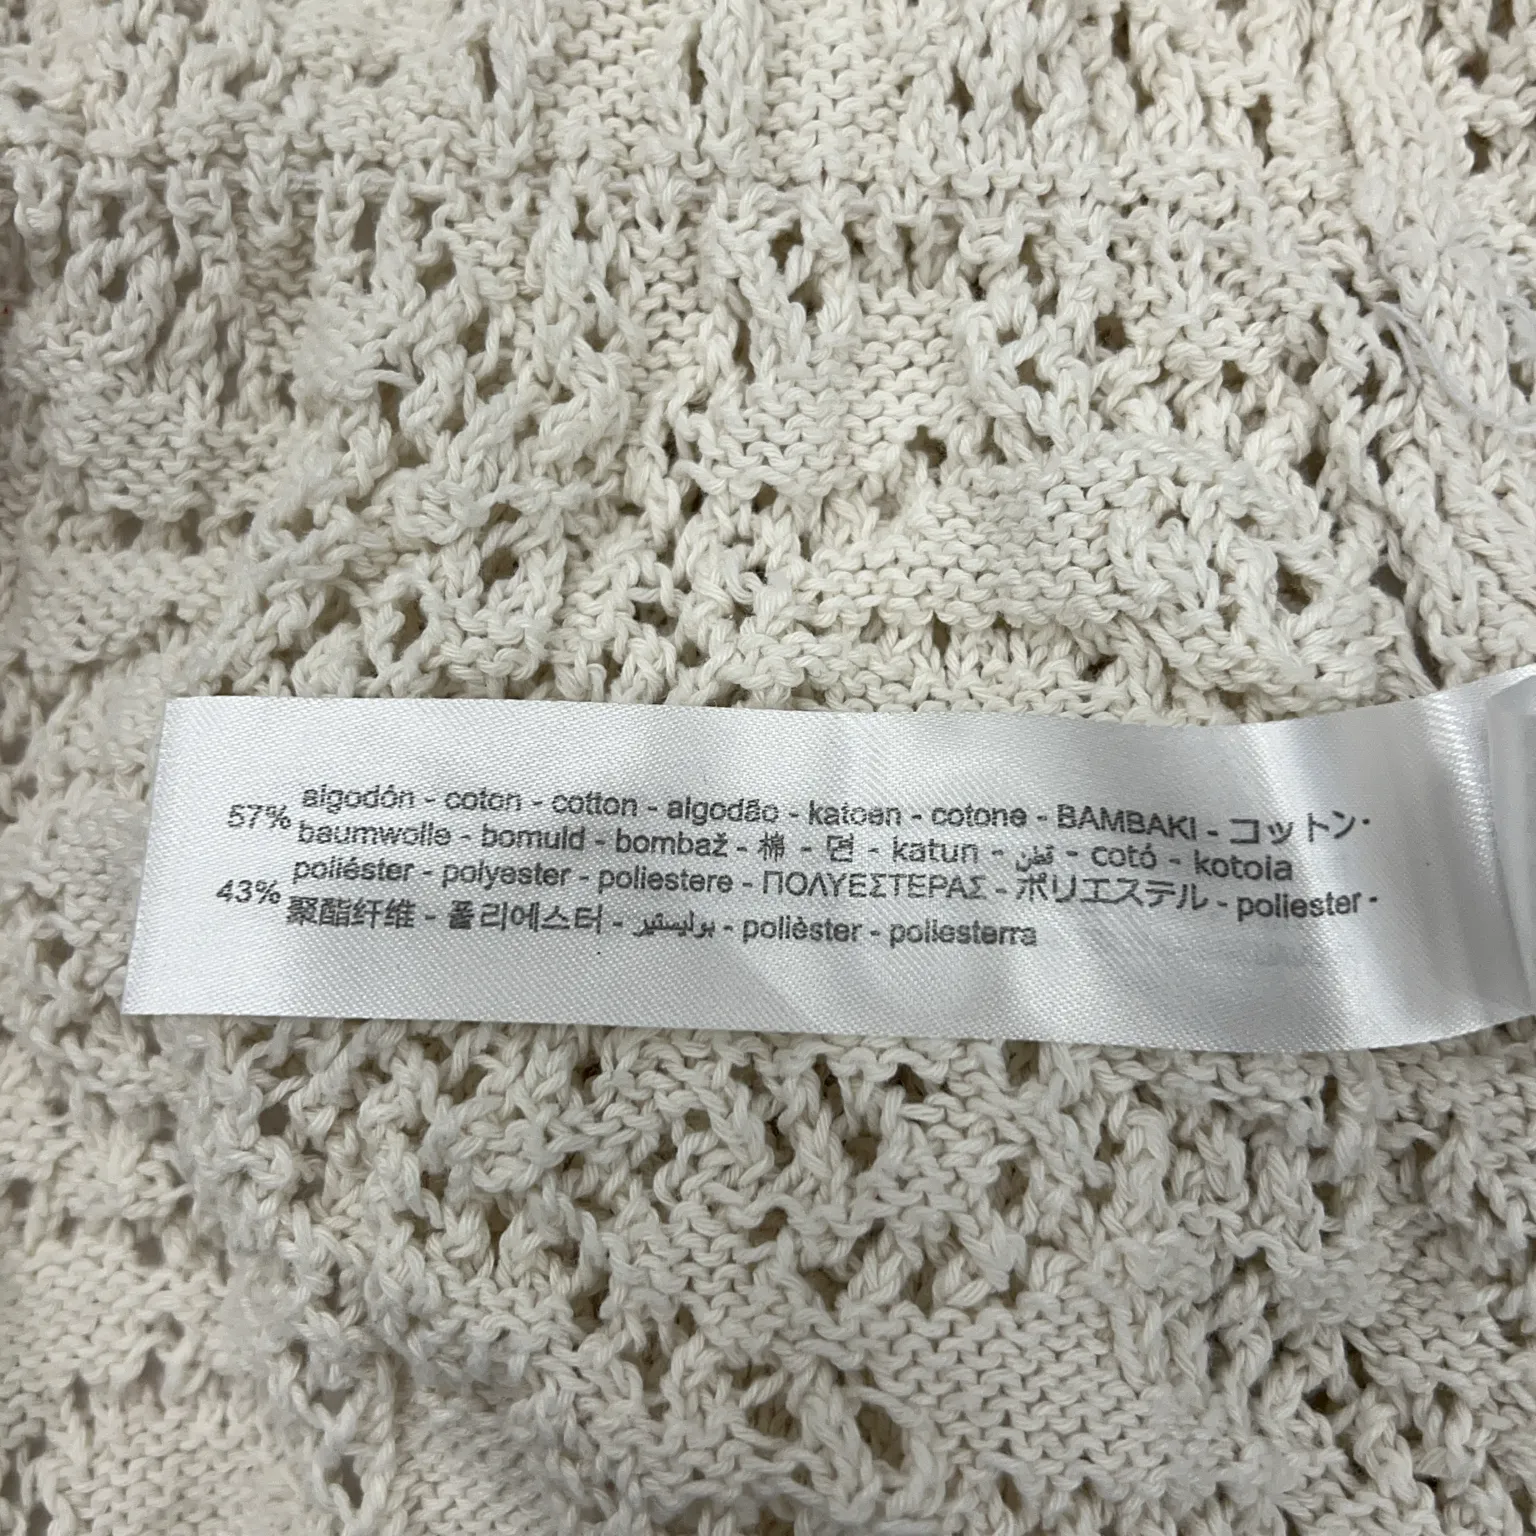 57% algodón - coton - cotton - algodão - katoen - cotone - BAMBAKI - コットン -
baumwolle - bomuld - bombaž - 棉 - 면 - katun - قطن - cotó - kotoia
43% poliéster - polyester - poliestere - ΠΟΛΥΕΣΤΕΡΑΣ - ポリエステル - poliester -
聚酯纤维 - 폴리에스터 - بوليستير - polièster - poliesterra